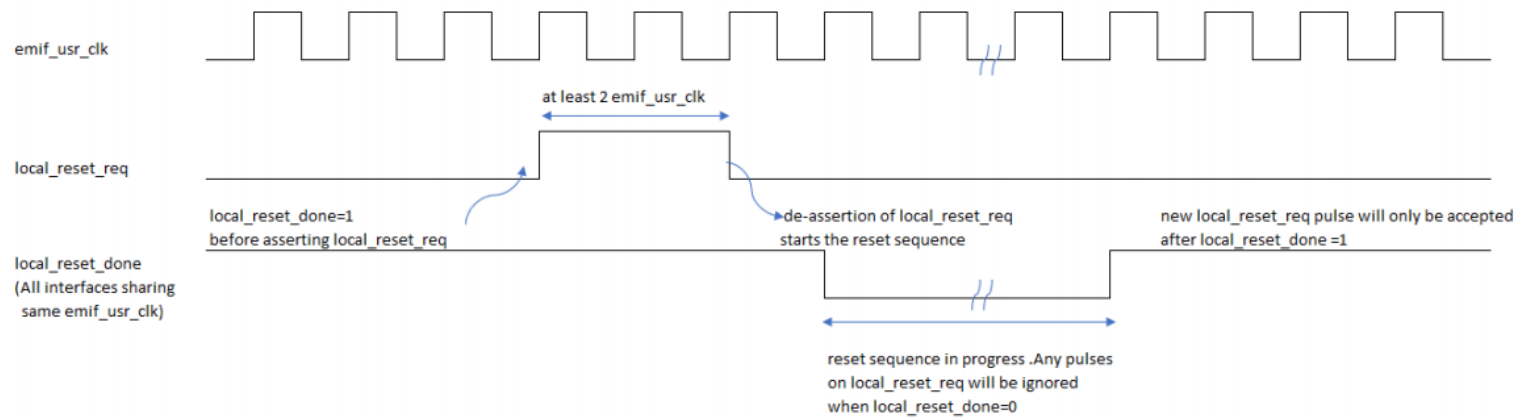 emif_usr_clk
at least 2 emif_usr_clk
local_reset_req
local_reset_done=1
before asserting local_reset_req
de-assertion of local_reset_req
starts the reset sequence
new local_reset_req pulse will only be accepted
after local_reset_done =1
local_reset_done
(All interfaces sharing
same emif_usr_clk)
reset sequence in progress .Any pulses
on local_reset_req will be ignored
when local_reset_done=0